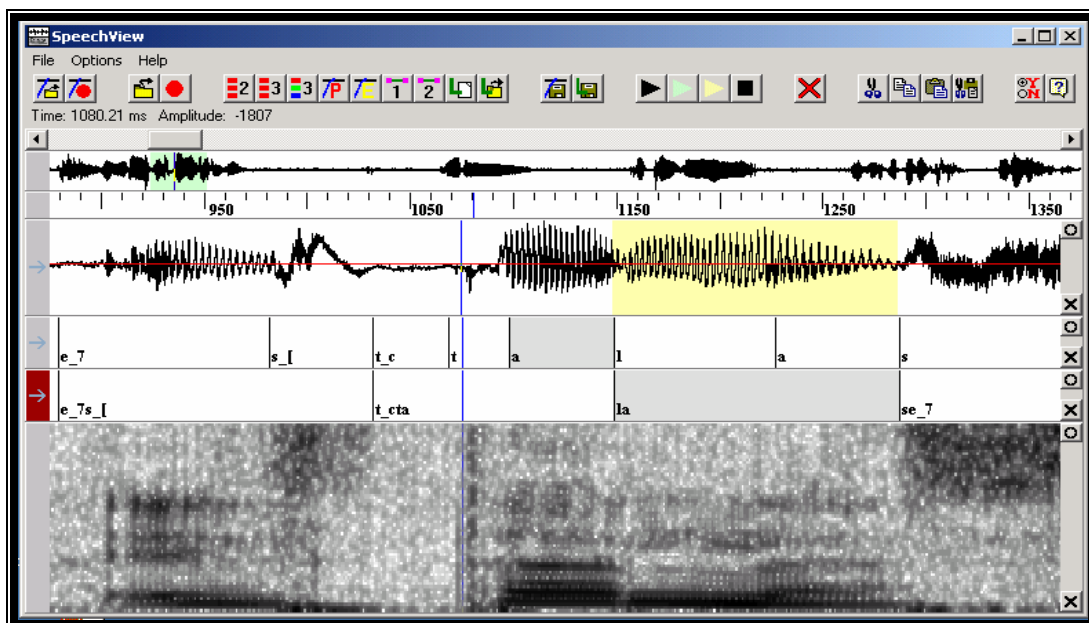 SpeechView
File Options Help
2 3 3 P E 1 2
Time: 1080.21 ms Amplitude: -1807
950 1050 1150 1250 1350
e_7 s_[ t_c t a l a s
e_7s_[ t_cta la se_7